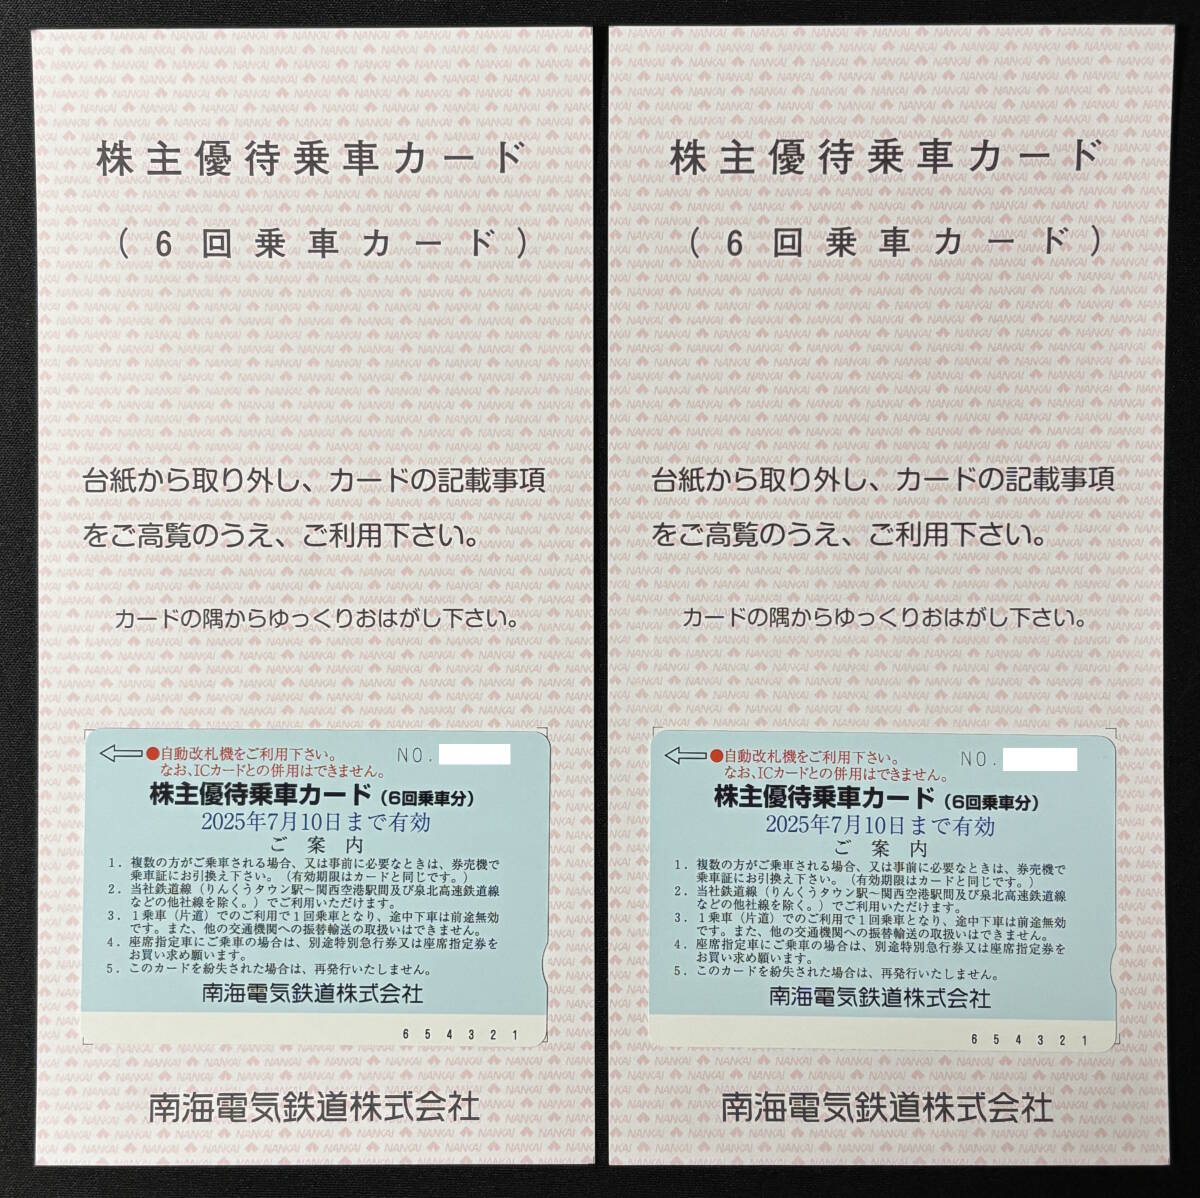 株主優待乗車カード
(6回乗車カード)
台紙から取り外し、カードの記載事項
をご高覧のうえ、ご利用下さい。
カードの隅からゆっくりおはがし下さい。
●自動改札機をご利用下さい。
なお、ICカードとの併用はできません。
NO.
株主優待乗車カード(6回乗車分)
2025年7月10日まで有効
ご案内
1. 複数の方がご乗車される場合、又は事前に必要なときは、券売機で
乗車証にお引換え下さい。(有効期限はカードと同じです。)
2. 当社鉄道線(りんくうタウン駅~関西空港駅間及び泉北高速鉄道線
などの他社線を除く。)でご利用いただけます。
3. 1乗車(片道)でのご利用で1回乗車となり、途中下車は前途無効
です。また、他の交通機関への振替輸送の取扱いはできません。
4. 座席指定車にご乗車の場合は、別途特別急行券又は座席指定券を
お買い求め願います。
5. このカードを紛失された場合は、再発行いたしません。
南海電気鉄道株式会社
6 5 4 3 2 1
南海電気鉄道株式会社
株主優待乗車カード
(6回乗車カード)
台紙から取り外し、カードの記載事項
をご高覧のうえ、ご利用下さい。
カードの隅からゆっくりおはがし下さい。
●自動改札機をご利用下さい。
なお、ICカードとの併用はできません。
NO.
株主優待乗車カード(6回乗車分)
2025年7月10日まで有効
ご案内
1. 複数の方がご乗車される場合、又は事前に必要なときは、券売機で
乗車証にお引換え下さい。(有効期限はカードと同じです。)
2. 当社鉄道線(りんくうタウン駅~関西空港駅間及び泉北高速鉄道線
などの他社線を除く。)でご利用いただけます。
3. 1乗車(片道)でのご利用で1回乗車となり、途中下車は前途無効
です。また、他の交通機関への振替輸送の取扱いはできません。
4. 座席指定車にご乗車の場合は、別途特別急行券又は座席指定券を
お買い求め願います。
5. このカードを紛失された場合は、再発行いたしません。
南海電気鉄道株式会社
6 5 4 3 2 1
南海電気鉄道株式会社